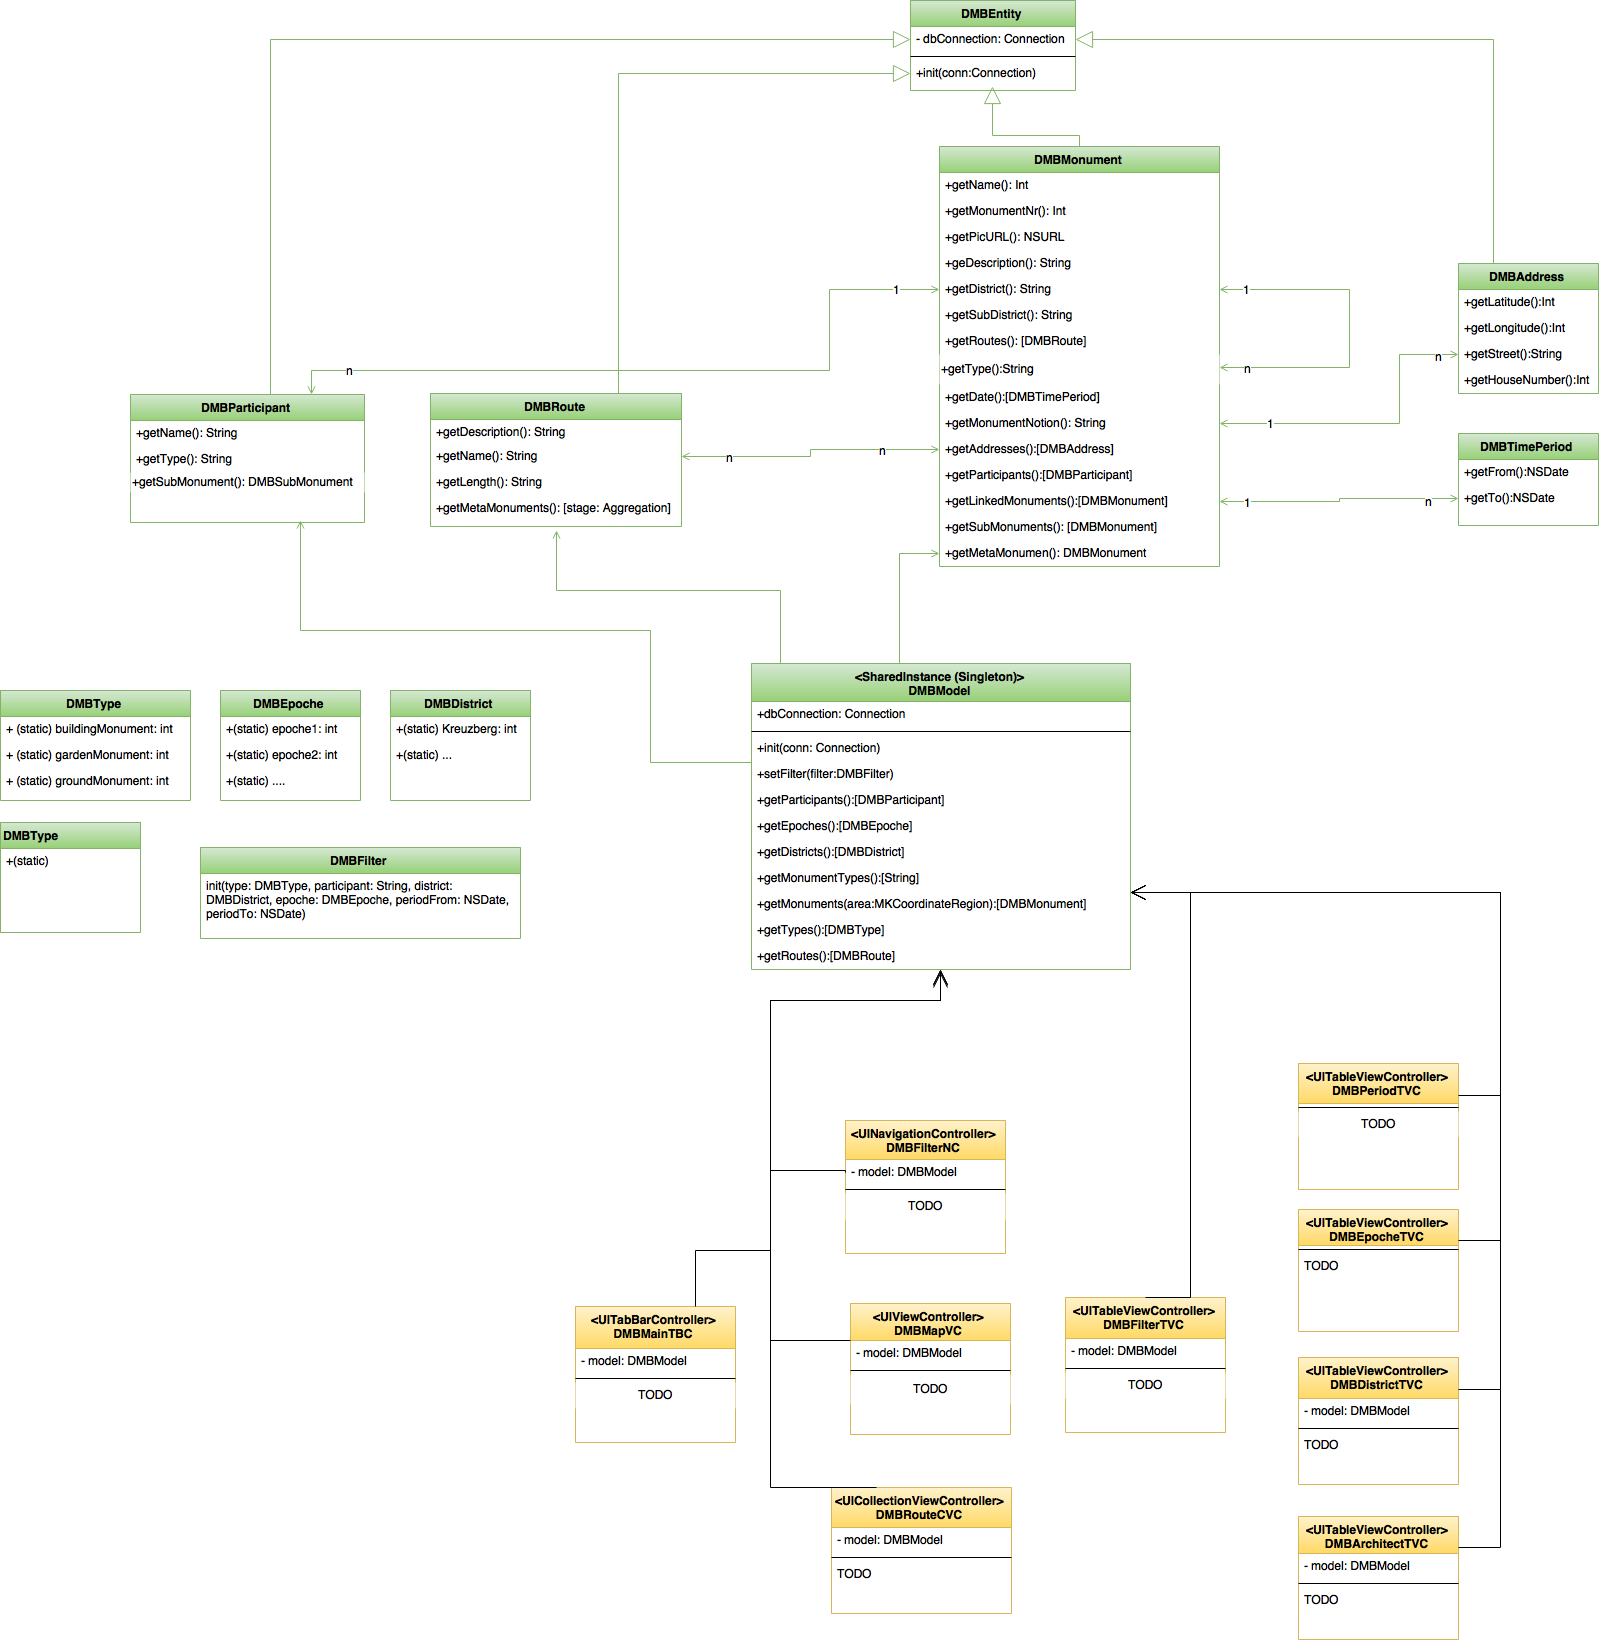 DMBEntity
- dbConnection: Connection
+init(conn:Connection)
DMBMonument
+getName(): Int
+getMonumentNr(): Int
+getPicURL(): NSURL
+geDescription(): String
+getDistrict(): String
+getSubDistrict(): String
+getRoutes(): [DMBRoute]
+getType():String
+getDate():[DMBTimePeriod]
+getMonumentNotion(): String
+getAddresses():[DMBAddress]
+getParticipants():[DMBParticipant]
+getLinkedMonuments():[DMBMonument]
+getSubMonuments(): [DMBMonument]
+getMetaMonumen(): DMBMonument
1
n
n
n
1
n
n
1
1
n
DMBAddress
+getLatitude():Int
+getLongitude():Int
+getStreet():String
+getHouseNumber():Int
DMBTimePeriod
+getFrom():NSDate
+getTo():NSDate
DMBParticipant
+getName(): String
+getType(): String
+getSubMonument(): DMBSubMonument
DMBRoute
+getDescription(): String
+getName(): String
+getLength(): String
+getMetaMonuments(): [stage: Aggregation]
<SharedInstance (Singleton)>
DMBModel
+dbConnection: Connection
+init(conn: Connection)
+setFilter(filter:DMBFilter)
+getParticipants():[DMBParticipant]
+getEpoches():[DMBEpoche]
+getDistricts():[DMBDistrict]
+getMonumentTypes():[String]
+getMonuments(area:MKCoordinateRegion):[DMBMonument]
+getTypes():[DMBType]
+getRoutes():[DMBRoute]
DMBType
+ (static) buildingMonument: int
+ (static) gardenMonument: int
+ (static) groundMonument: int
DMBEpoche
+(static) epoche1: int
+(static) epoche2: int
+(static) ....
DMBDistrict
+(static) Kreuzberg: int
+(static) ...
DMBType
+(static)
DMBFilter
init(type: DMBType, participant: String, district:
DMBDistrict, epoche: DMBEpoche, periodFrom: NSDate,
periodTo: NSDate)
<UINavigationController>
DMBFilterNC
- model: DMBModel
TODO
<UITabBarController>
DMBMainTBC
- model: DMBModel
TODO
<UIViewController>
DMBMapVC
- model: DMBModel
TODO
<UICollectionViewController>
DMBRouteCVC
- model: DMBModel
TODO
<UITableViewController>
DMBFilterTVC
- model: DMBModel
TODO
<UITableViewController>
DMBPeriodTVC
TODO
<UITableViewController>
DMBEpocheTVC
TODO
<UITableViewController>
DMBDistrictTVC
- model: DMBModel
TODO
<UITableViewController>
DMBArchitectTVC
- model: DMBModel
TODO